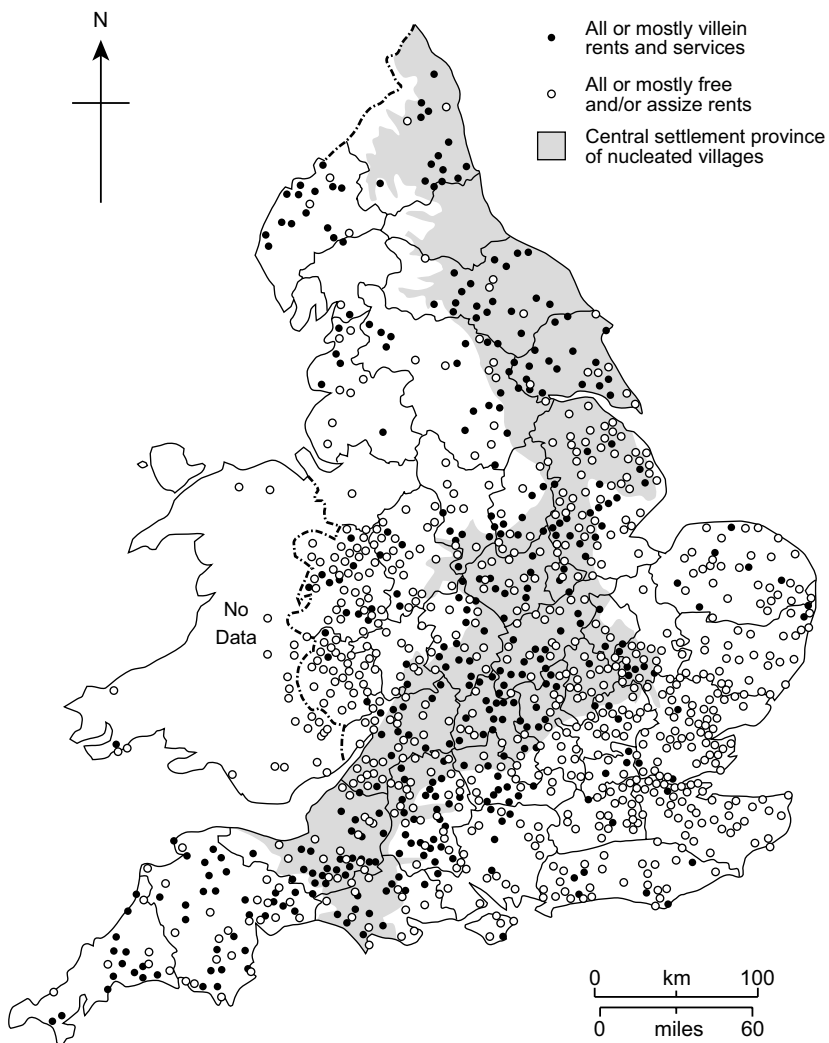 N
All or mostly villein
rents and services
All or mostly free
and/or assize rents
Central settlement province
of nucleated villages
No
Data
0 km 100
0 miles 60